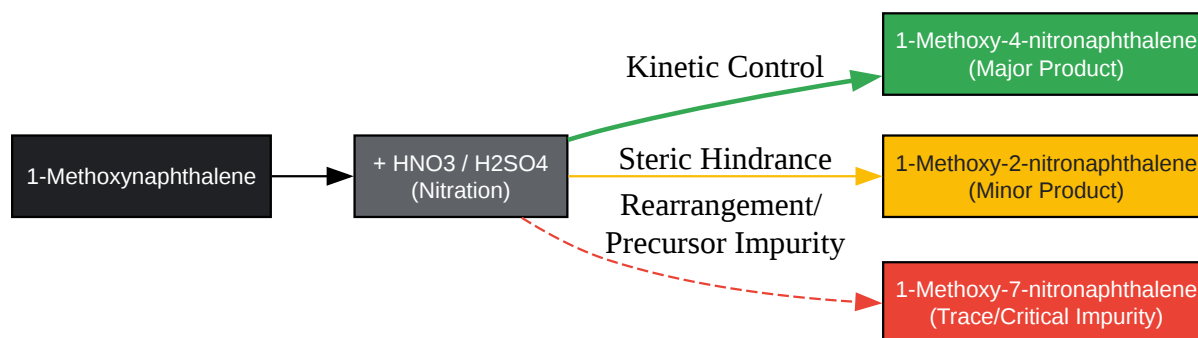 1-Methoxynaphthalene
+ HNO3 / H2SO4
(Nitration)
Kinetic Control
Steric Hindrance
Rearrangement/
Precursor Impurity
1-Methoxy-4-nitronaphthalene
(Major Product)
1-Methoxy-2-nitronaphthalene
(Minor Product)
1-Methoxy-7-nitronaphthalene
(Trace/Critical Impurity)